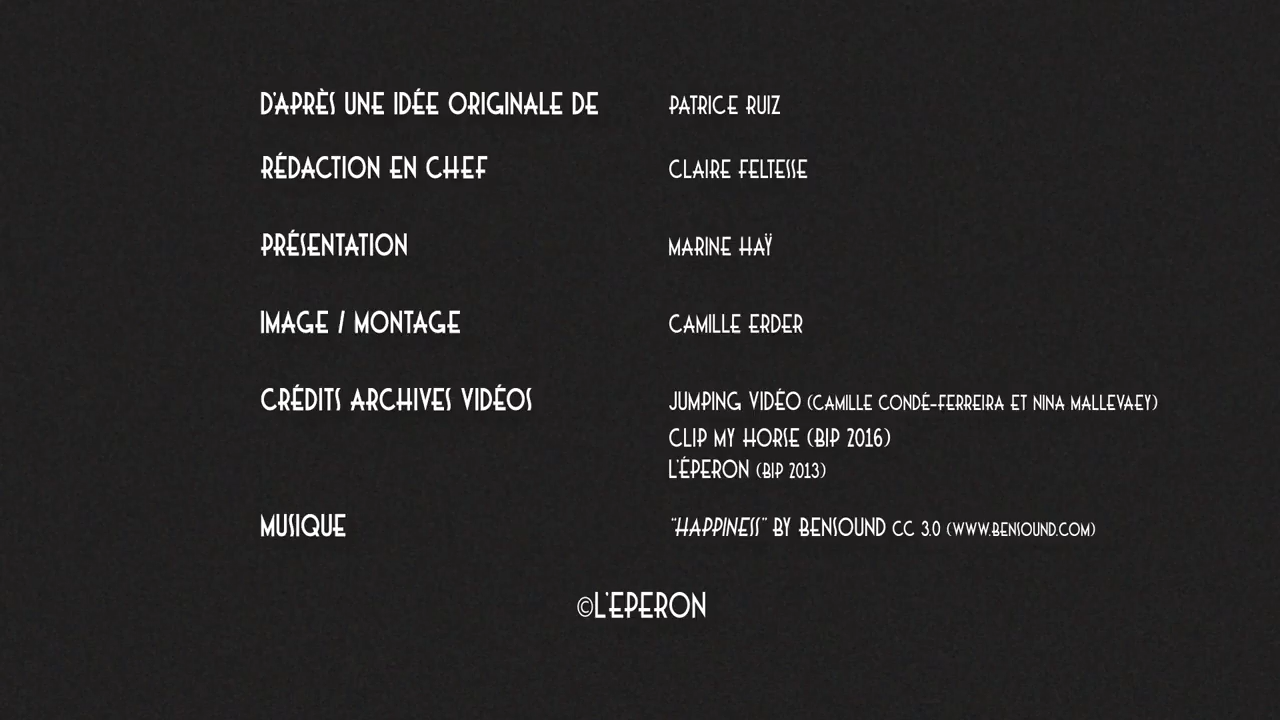 D'APRÈS UNE IDÉE ORIGINALE DE PATRICE RUIZ
RÉDACTION EN CHEF CLAIRE FELTESSE
PRÉSENTATION MARINE HAŸ
IMAGE / MONTAGE CAMILLE ERDER
CRÉDITS ARCHIVES VIDÉOS JUMPING VIDÉO (CAMILLE CONDÉ-FERREIRA ET NINA MALLEVAEY)
CLIP MY HORSE (BIP 2016)
L'ÉPERON (BIP 2013)
MUSIQUE "HAPPINESS" BY BENSOUND CC 3.0 (WWW.BENSOUND.COM)
©L'EPERON